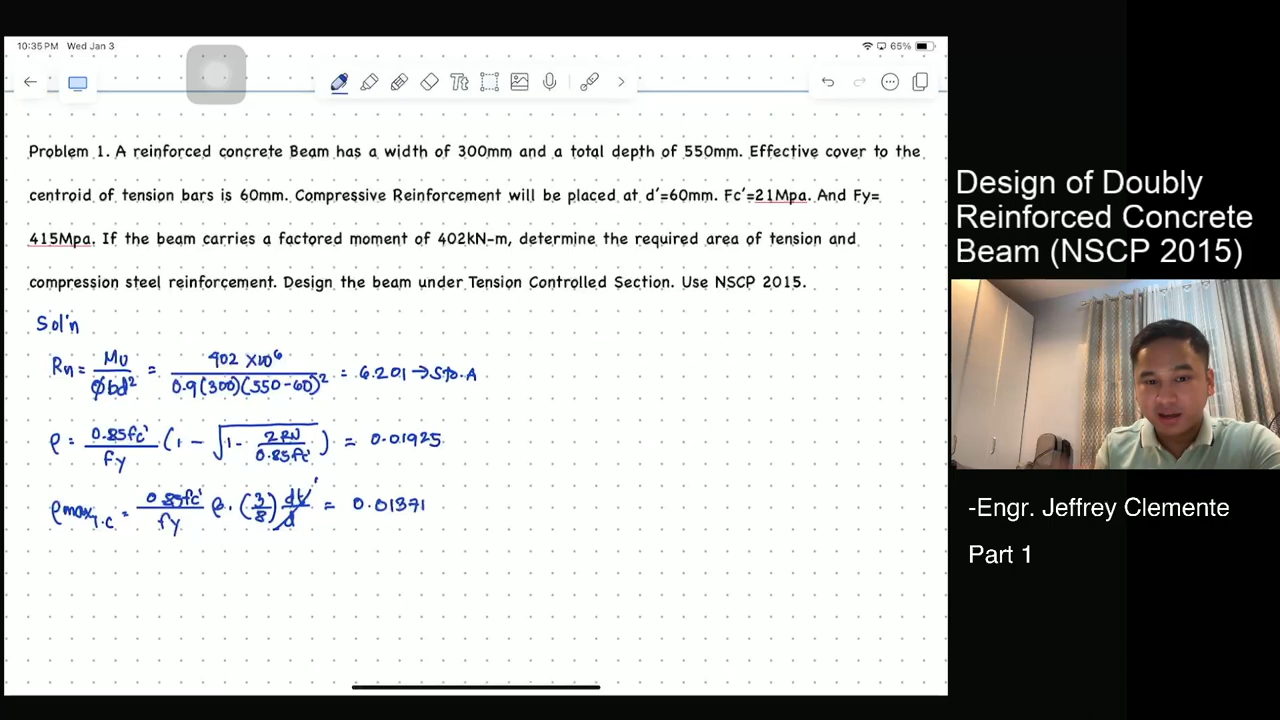 10:35 PM Wed Jan 3
65%
Tt
Problem 1. A reinforced concrete Beam has a width of 300mm and a total depth of 550mm. Effective cover to the
centroid of tension bars is 60mm. Compressive Reinforcement will be placed at d'=60mm. Fc'=21Mpa. And Fy=
415Mpa. If the beam carries a factored moment of 402kN-m, determine the required area of tension and
compression steel reinforcement. Design the beam under Tension Controlled Section. Use NSCP 2015.
Sol'n
Rn = Mu / ϕbd² = 402 X10⁶ / 0.9(300)(550-60)² = 6.201 → Sto. A
ρ = 0.85fc' / fy (1 - √(1 - 2RN / 0.85fc')) = 0.01925
ρmax T.C = 0.85fc' / fy β₁ (3/8) dt / d = 0.01371
Design of Doubly
Reinforced Concrete
Beam (NSCP 2015)
-Engr. Jeffrey Clemente
Part 1